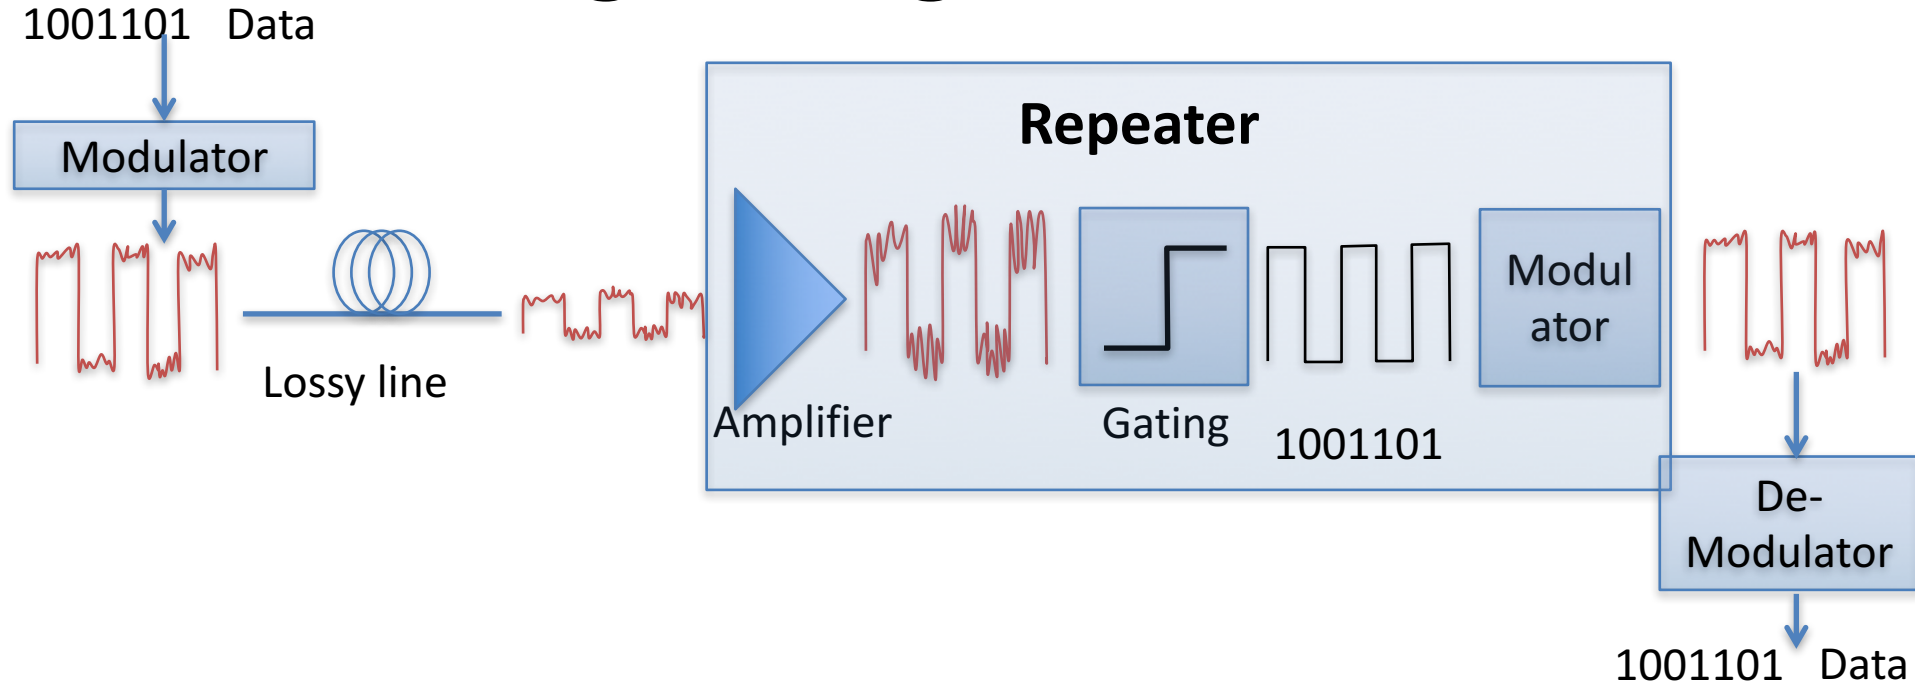 1001101 Data
Modulator
Lossy line
Repeater
Amplifier
Gating
1001101
Modul
ator
De-
Modulator
1001101 Data